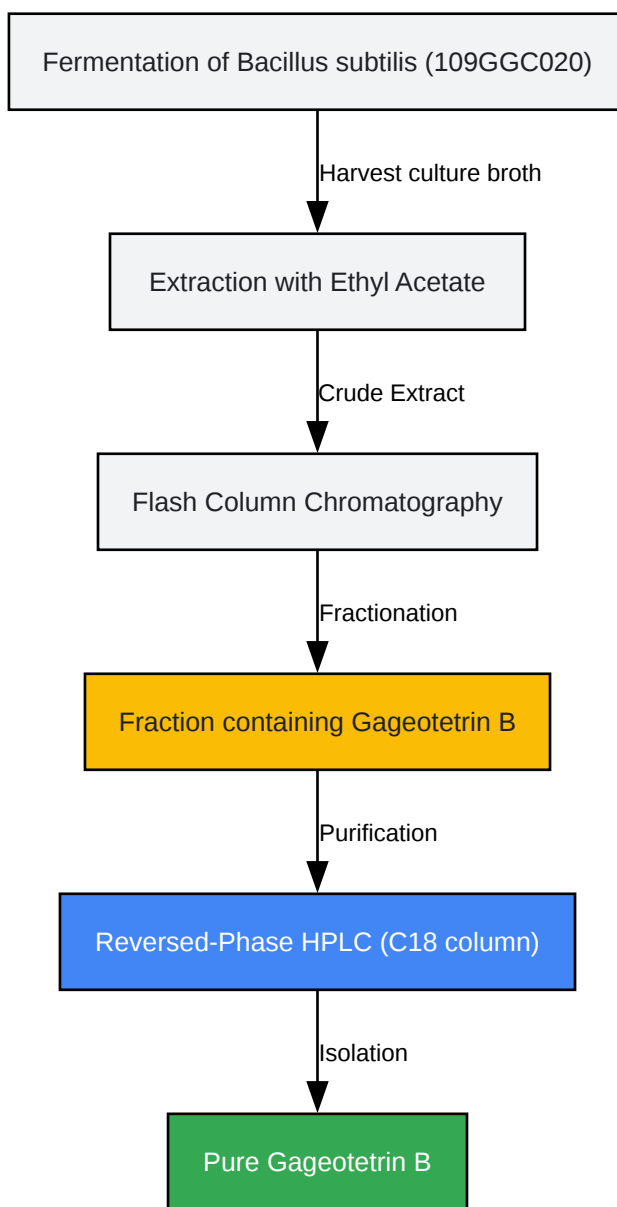 Fermentation of Bacillus subtilis (109GGC020)
Harvest culture broth
Extraction with Ethyl Acetate
Crude Extract
Flash Column Chromatography
Fractionation
Fraction containing Gageotetrin B
Purification
Reversed-Phase HPLC (C18 column)
Isolation
Pure Gageotetrin B